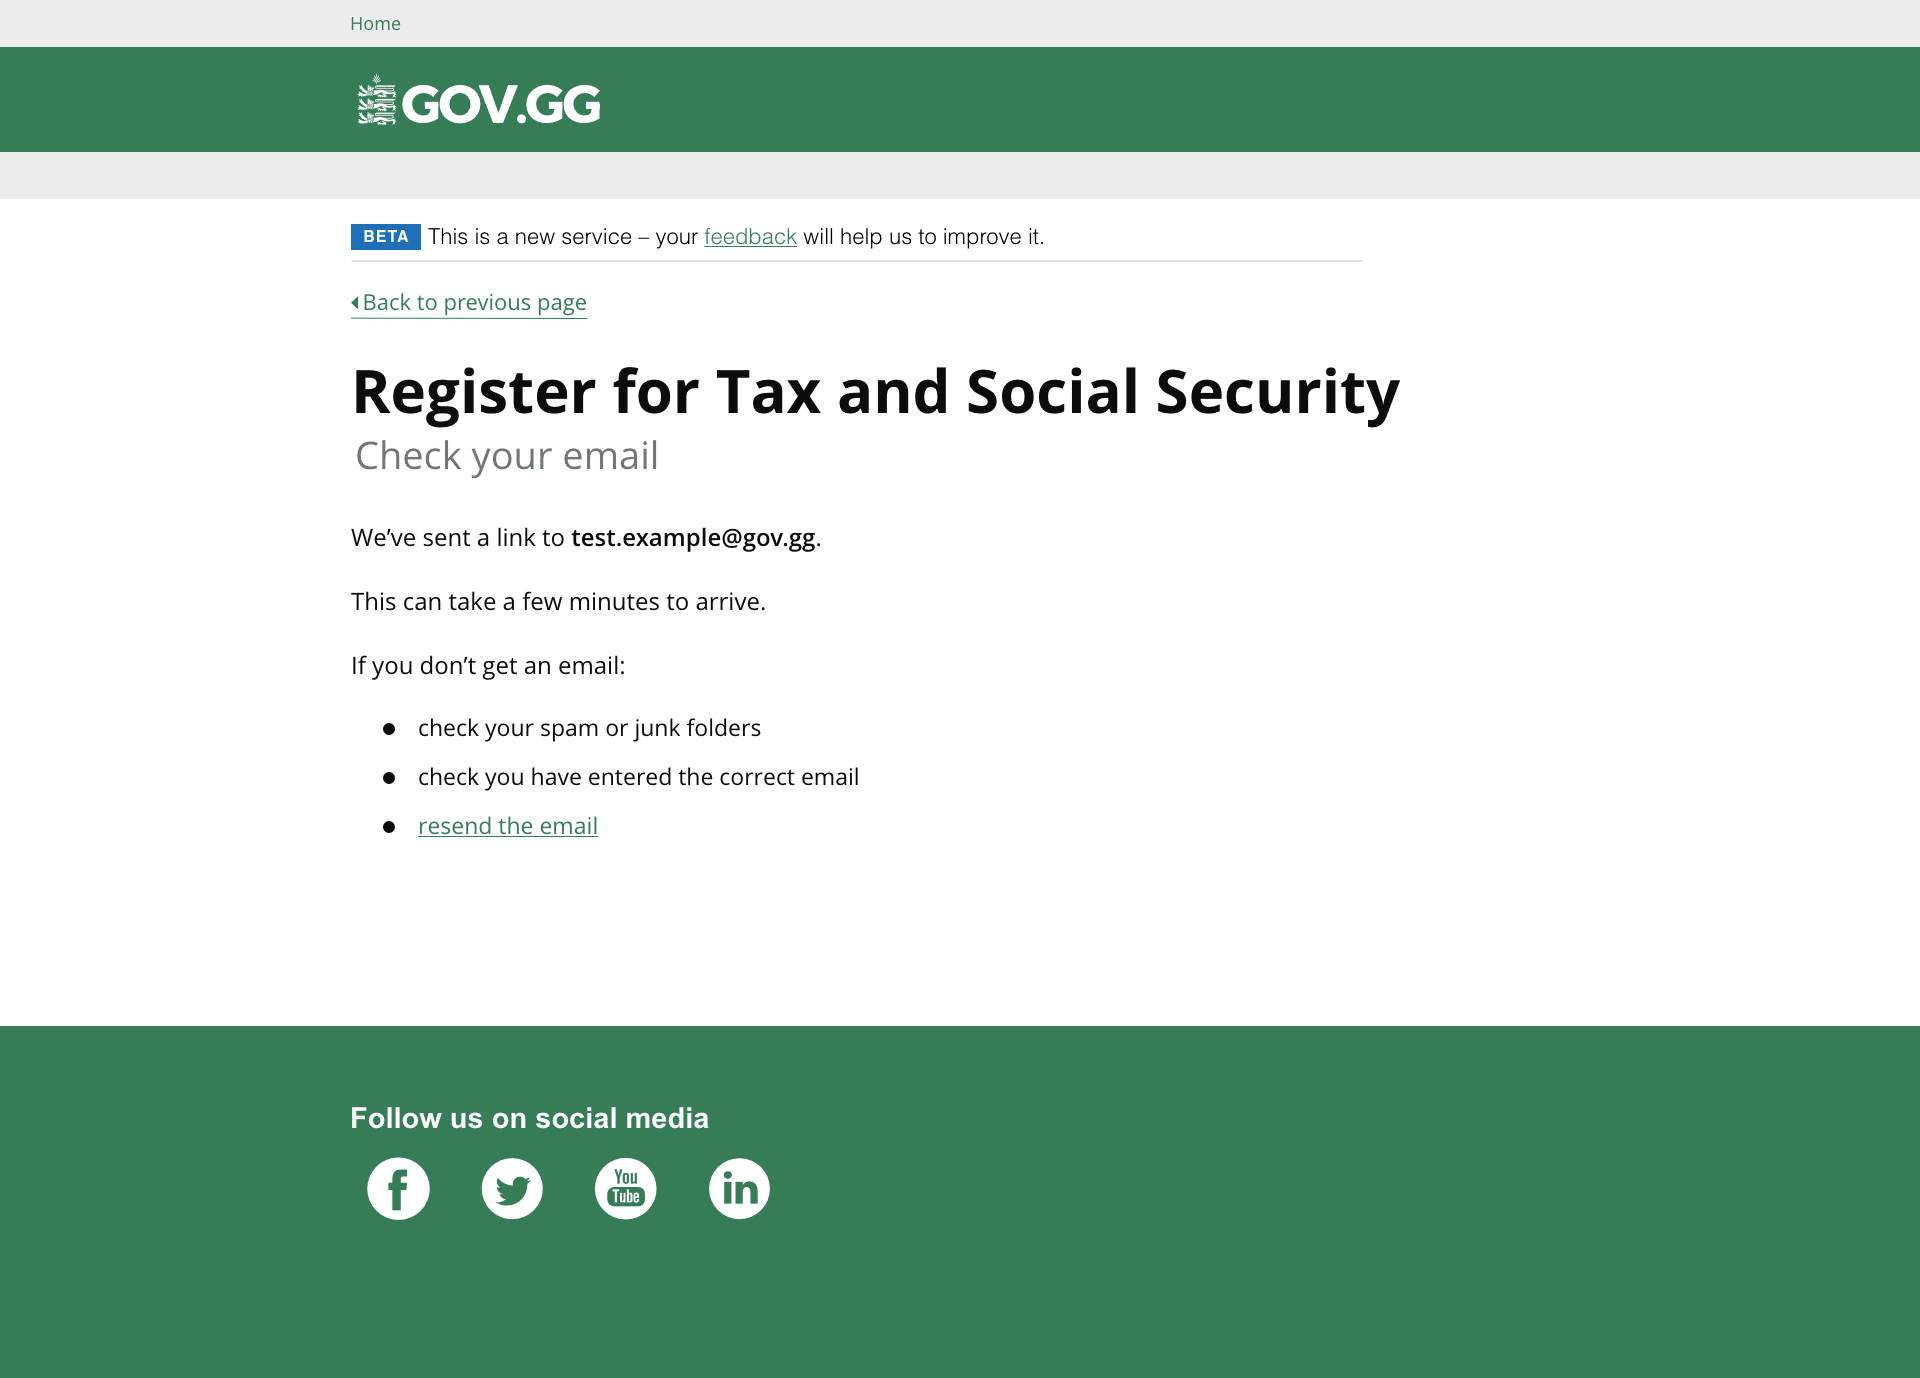 Home
GOV.GG
BETA This is a new service – your feedback will help us to improve it.
Back to previous page
Register for Tax and Social Security
Check your email
We’ve sent a link to test.example@gov.gg.
This can take a few minutes to arrive.
If you don’t get an email:
● check your spam or junk folders
● check you have entered the correct email
● resend the email
Follow us on social media
f You Tube in